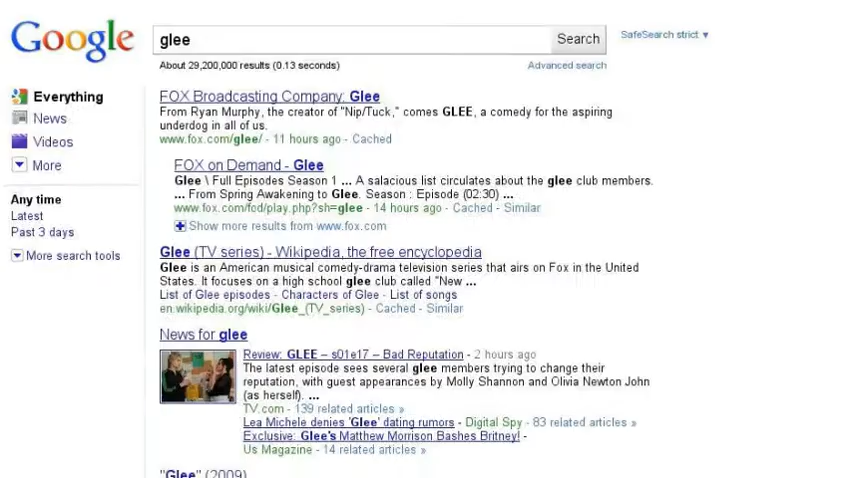 Google
glee
Search
SafeSearch strict ▼
About 29,200,000 results (0.13 seconds)
Advanced search
Everything
News
Videos
More
Any time
Latest
Past 3 days
More search tools
FOX Broadcasting Company: Glee
From Ryan Murphy, the creator of "Nip/Tuck," comes GLEE, a comedy for the aspiring
underdog in all of us.
www.fox.com/glee/ - 11 hours ago - Cached
FOX on Demand - Glee
Glee \ Full Episodes Season 1 ... A salacious list circulates about the glee club members.
... From Spring Awakening to Glee. Season : Episode (02:30) ...
www.fox.com/fod/play.php?sh=glee - 14 hours ago - Cached - Similar
Show more results from www.fox.com
Glee (TV series) - Wikipedia, the free encyclopedia
Glee is an American musical comedy-drama television series that airs on Fox in the United
States. It focuses on a high school glee club called "New ...
List of Glee episodes - Characters of Glee - List of songs
en.wikipedia.org/wiki/Glee_(TV_series) - Cached - Similar
News for glee
Review: GLEE – s01e17 – Bad Reputation - 2 hours ago
The latest episode sees several glee members trying to change their
reputation, with guest appearances by Molly Shannon and Olivia Newton John
(as herself). ...
TV.com - 139 related articles »
Lea Michele denies 'Glee' dating rumors - Digital Spy - 83 related articles »
Exclusive: Glee's Matthew Morrison Bashes Britney! -
Us Magazine - 14 related articles »
"Glee" (2009)